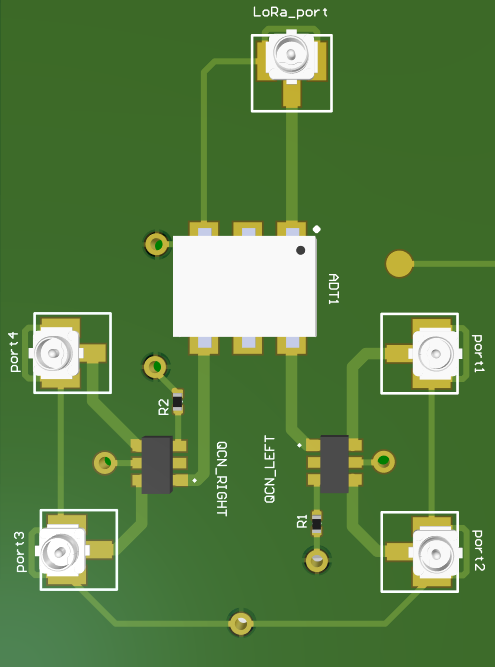 LoRa_port
ADT1
port4
port1
R2
QCN_RIGHT
QCN_LEFT
R1
port3
port2